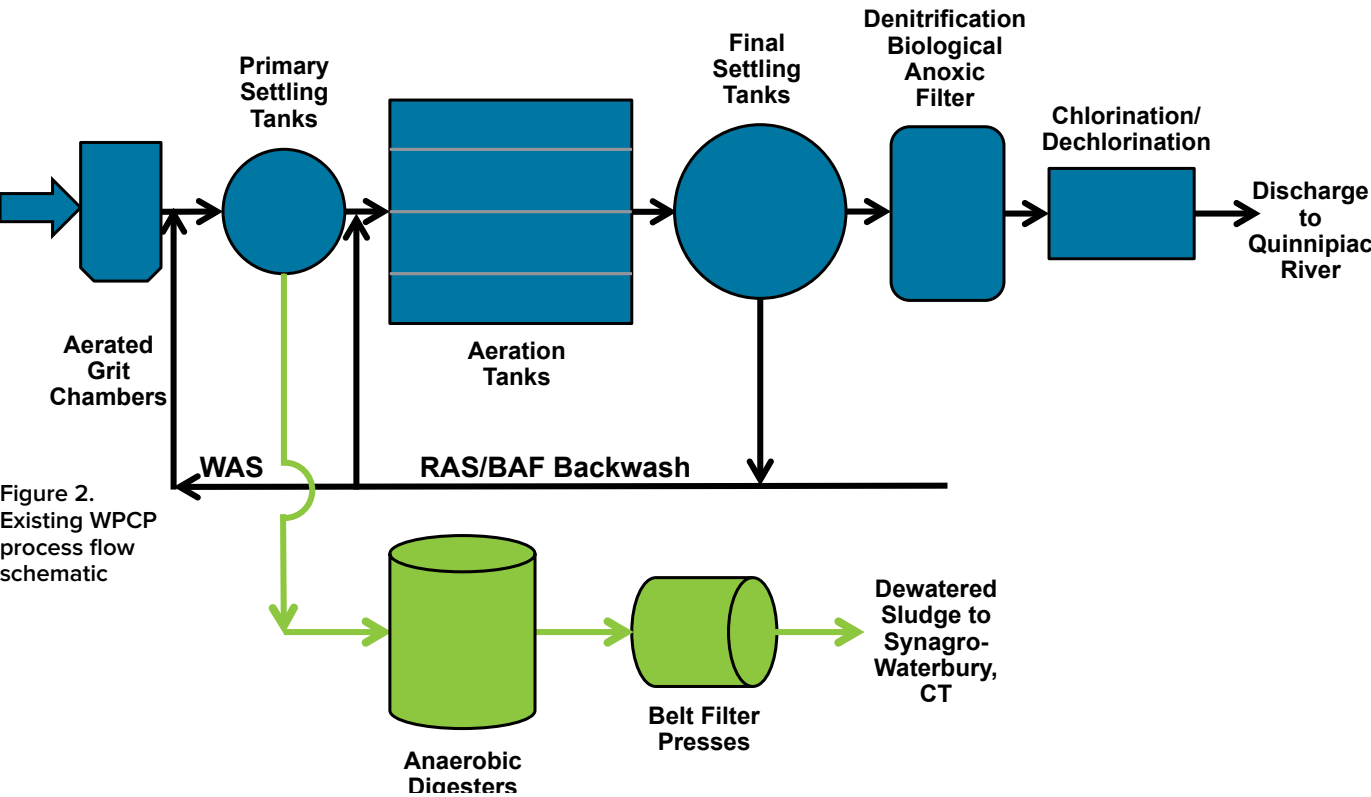 Denitrification
Biological
Anoxic
Filter
Final
Settling
Tanks
Primary
Settling
Tanks
Chlorination/
Dechlorination
Discharge
to
Quinnipiac
River
Aerated
Grit
Chambers
Aeration
Tanks
WAS
RAS/BAF Backwash
Figure 2.
Existing WPCP
process flow
schematic
Dewatered
Sludge to
Synagro-
Waterbury,
CT
Belt Filter
Presses
Anaerobic
Digesters